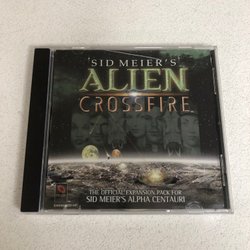 SID MEIER'S
ALIEN
CROSSFIRE
THE OFFICIAL EXPANSION PACK FOR
SID MEIER'S ALPHA CENTAURI